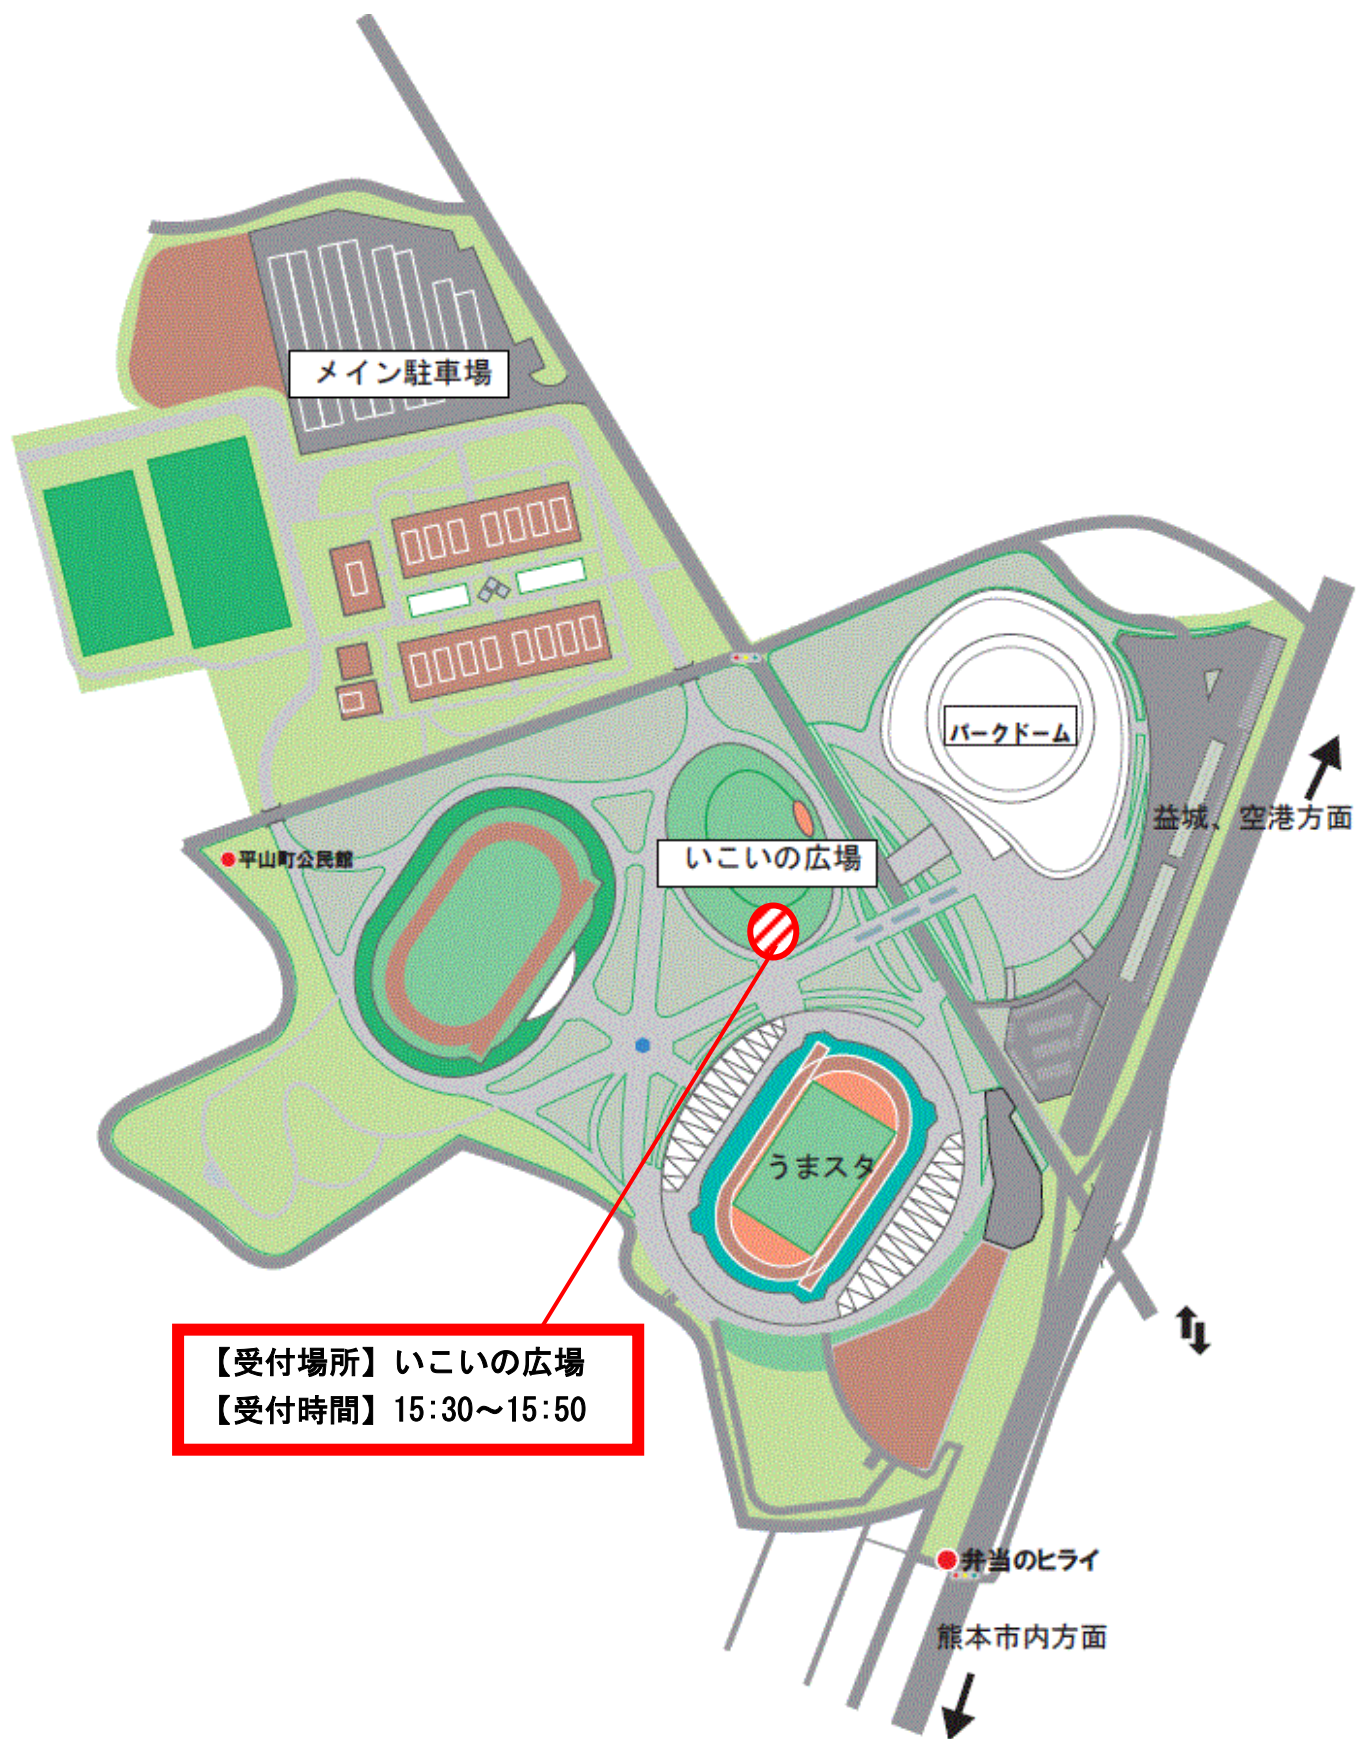 メイン駐車場
パークドーム
益城、空港方面
いこいの広場
平山町公民館
うまスタ
【受付場所】いこいの広場
【受付時間】15:30～15:50
弁当のヒライ
熊本市内方面